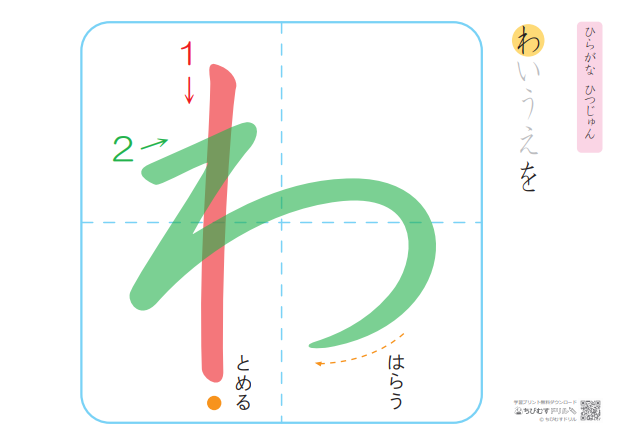 ひらがな ひつじゅん
わいうえを
1
2
わ
とめる
はらう
学習プリント無料ダウンロード
ちびむすドリル
© ちびむすドリル